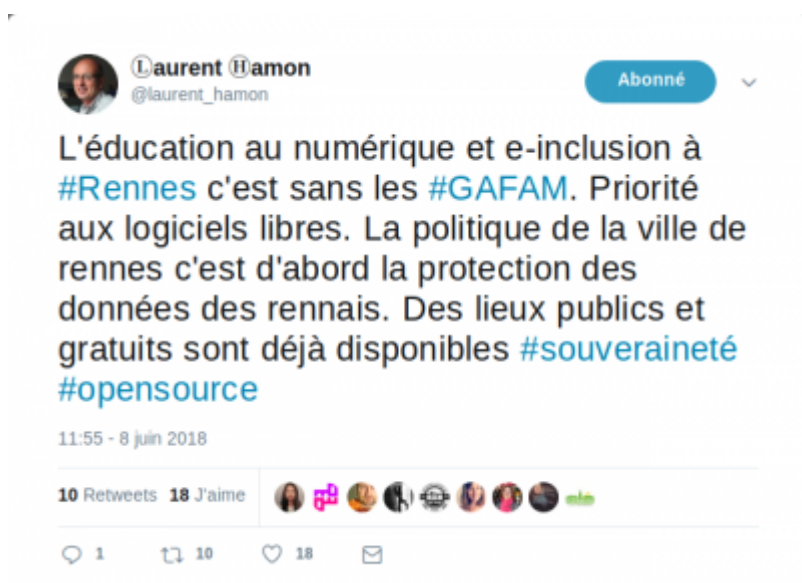 Ⓛaurent Ⓗamon
@laurent_hamon
Abonné
L'éducation au numérique et e-inclusion à
#Rennes c'est sans les #GAFAM. Priorité
aux logiciels libres. La politique de la ville de
rennes c'est d'abord la protection des
données des rennais. Des lieux publics et
gratuits sont déjà disponibles #souveraineté
#opensource
11:55 - 8 juin 2018
10 Retweets 18 J'aime
1 10 18